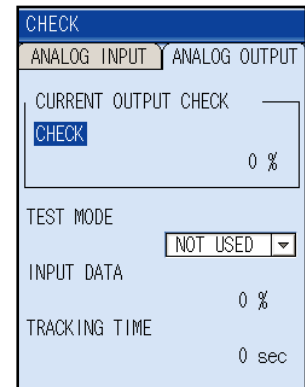 CHECK
ANALOG INPUT ANALOG OUTPUT
CURRENT OUTPUT CHECK
CHECK
0 %
TEST MODE
NOT USED
INPUT DATA
0 %
TRACKING TIME
0 sec